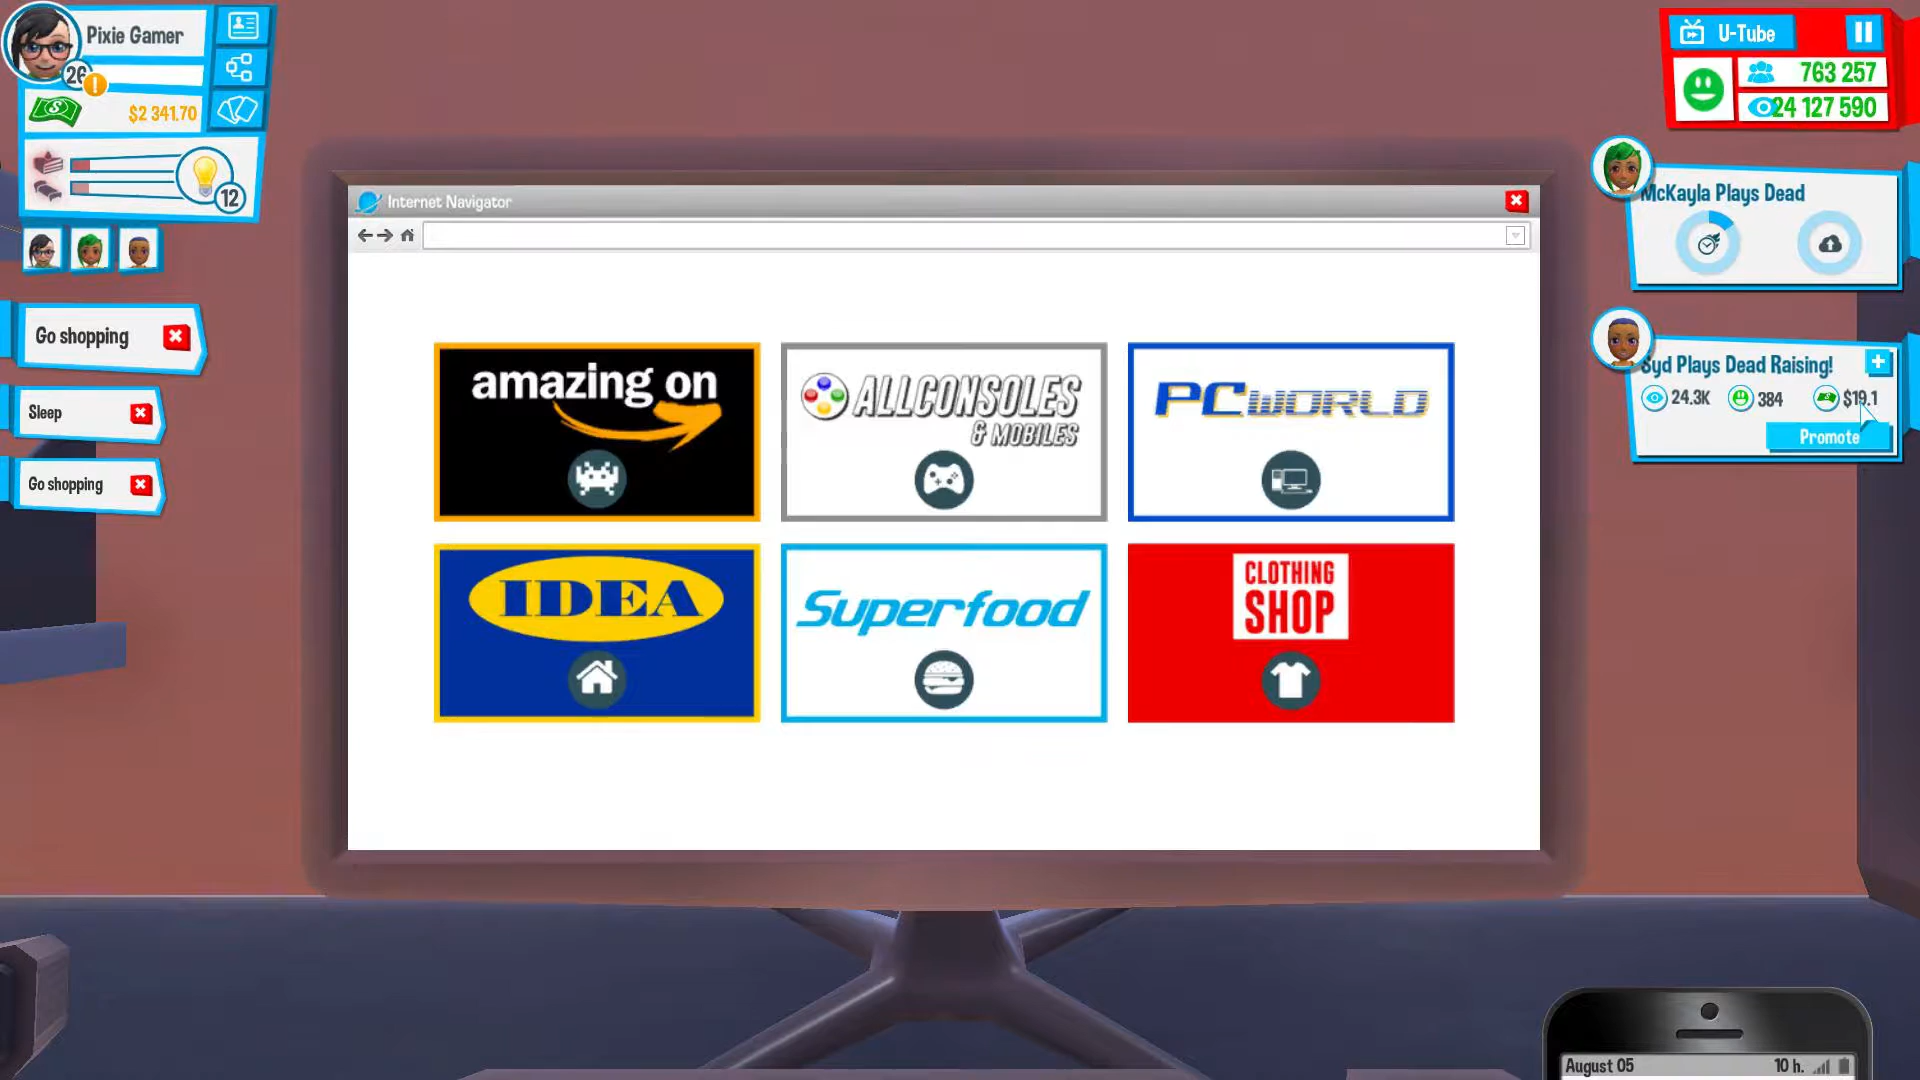 Pixie Gamer
26
!
$2 341.70
12
Go shopping
Sleep
Go shopping
Internet Navigator
amazing on
ALLCONSOLES
& MOBILES
PCWORLD
IDEA
Superfood
CLOTHING
SHOP
U-Tube
763 257
24 127 590
McKayla Plays Dead
Syd Plays Dead Raising!
24.3K
384
$19.1
Promote
August 05
10 h.